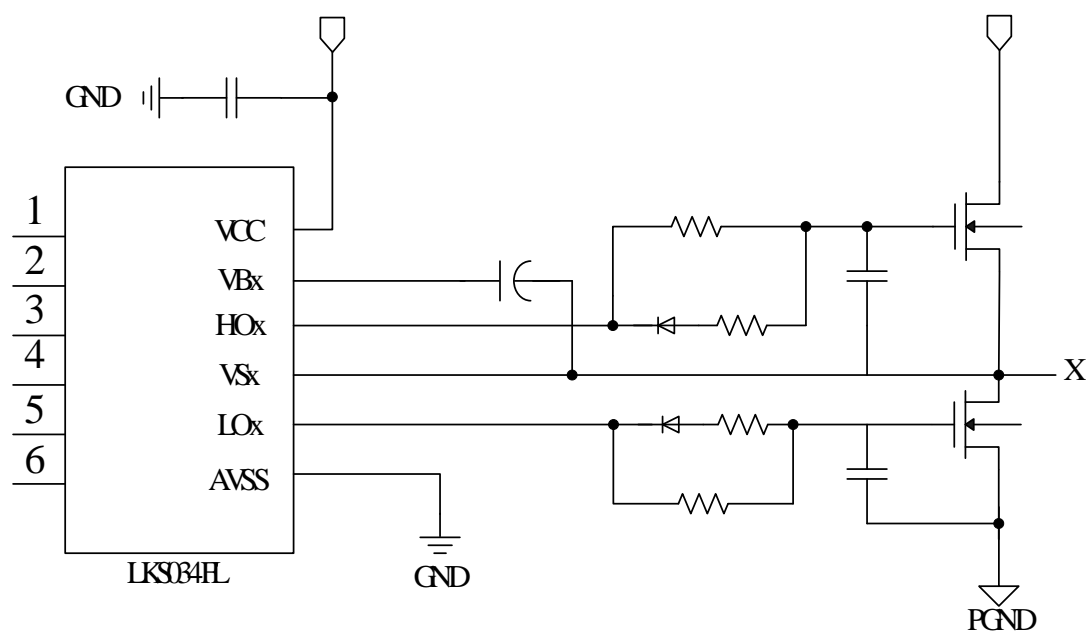 GND
1
2
3
4
5
6
VCC
VBx
HOx
VSx
LOx
AVSS
X
LKS034FL
GND
PGND